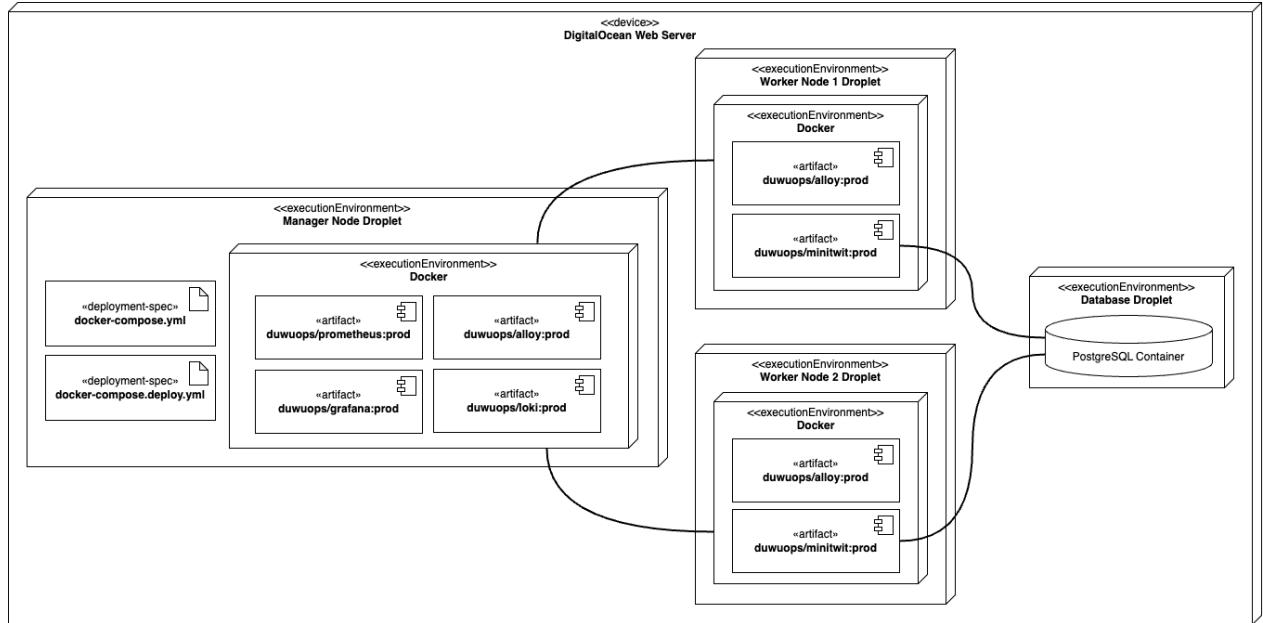 <<device>>
DigitalOcean Web Server
<<executionEnvironment>>
Manager Node Droplet
«deployment-spec»
docker-compose.yml
«deployment-spec»
docker-compose.deploy.yml
<<executionEnvironment>>
Docker
«artifact»
duwuops/prometheus:prod
«artifact»
duwuops/alloy:prod
«artifact»
duwuops/grafana:prod
«artifact»
duwuops/loki:prod
<<executionEnvironment>>
Worker Node 1 Droplet
<<executionEnvironment>>
Docker
«artifact»
duwuops/alloy:prod
«artifact»
duwuops/minitwit:prod
<<executionEnvironment>>
Worker Node 2 Droplet
<<executionEnvironment>>
Docker
«artifact»
duwuops/alloy:prod
«artifact»
duwuops/minitwit:prod
<<executionEnvironment>>
Database Droplet
PostgreSQL Container